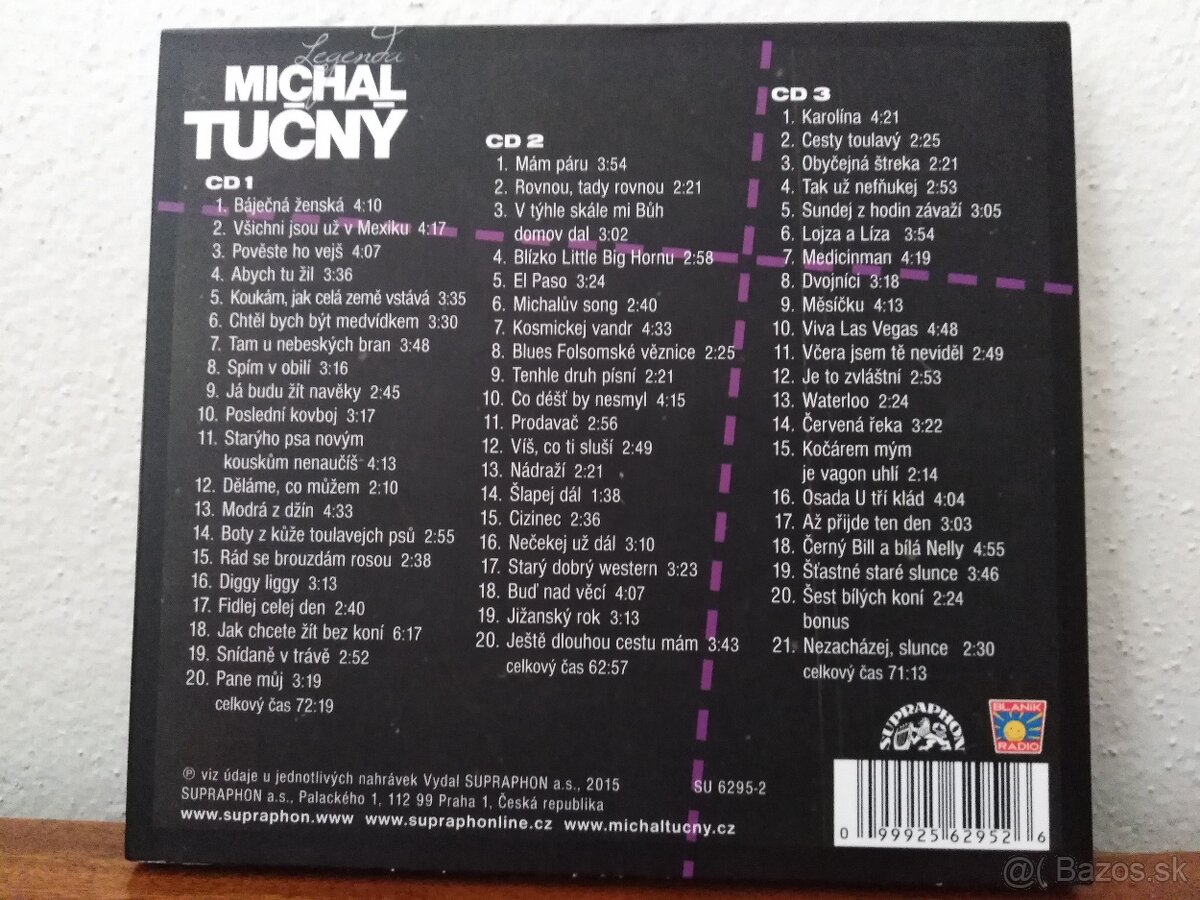 Legenda
MICHAL
TUČNÝ
CD 1
1. Báječná ženská 4:10
2. Všichni jsou už v Mexiku 4:17
3. Pověste ho vejš 4:07
4. Abych tu žil 3:36
5. Koukám, jak celá země vstává 3:35
6. Chtěl bych být medvídkem 3:30
7. Tam u nebeských bran 3:48
8. Spím v obilí 3:16
9. Já budu žít navěky 2:45
10. Poslední kovboj 3:17
11. Starýho psa novým
kouskům nenaučíš 4:13
12. Děláme, co můžem 2:10
13. Modrá z džín 4:33
14. Boty z kůže toulavejch psů 2:55
15. Rád se brouzdám rosou 2:38
16. Diggy liggy 3:13
17. Fidlej celej den 2:40
18. Jak chcete žít bez koní 6:17
19. Snídaně v trávě 2:52
20. Pane můj 3:19
celkový čas 72:19
CD 2
1. Mám páru 3:54
2. Rovnou, tady rovnou 2:21
3. V týhle skále mi Bůh
domov dal 3:02
4. Blízko Little Big Hornu 2:58
5. El Paso 3:24
6. Michalův song 2:40
7. Kosmickej vandr 4:33
8. Blues Folsomské věznice 2:25
9. Tenhle druh písní 2:21
10. Co déšť by nesmyl 4:15
11. Prodavač 2:56
12. Víš, co ti sluší 2:49
13. Nádraží 2:21
14. Šlapej dál 1:38
15. Cizinec 2:36
16. Nečekej už dál 3:10
17. Starý dobrý western 3:23
18. Buď nad věcí 4:07
19. Jižanský rok 3:13
20. Ještě dlouhou cestu mám 3:43
celkový čas 62:57
CD 3
1. Karolína 4:21
2. Cesty toulavý 2:25
3. Obyčejná štreka 2:21
4. Tak už nefňukej 2:53
5. Sundej z hodin závaží 3:05
6. Lojza a Líza 3:54
7. Medicinman 4:19
8. Dvojníci 3:18
9. Měsíčku 4:13
10. Viva Las Vegas 4:48
11. Včera jsem tě neviděl 2:49
12. Je to zvláštní 2:53
13. Waterloo 2:24
14. Červená řeka 3:22
15. Kočárem mým
je vagon uhlí 2:14
16. Osada U tří klád 4:04
17. Až přijde ten den 3:03
18. Černý Bill a bílá Nelly 4:55
19. Šťastné staré slunce 3:46
20. Šest bílých koní 2:24
bonus
21. Nezacházej, slunce 2:30
celkový čas 71:13
SUPRAPHON
BLANÍK
RADIO
℗ viz údaje u jednotlivých nahrávek Vydal SUPRAPHON a.s., 2015
SU 6295-2
SUPRAPHON a.s., Palackého 1, 112 99 Praha 1, Česká republika
www.supraphon.www www.supraphonline.cz www.michaltucny.cz
0 99925 62952 6
@( Bazos.sk